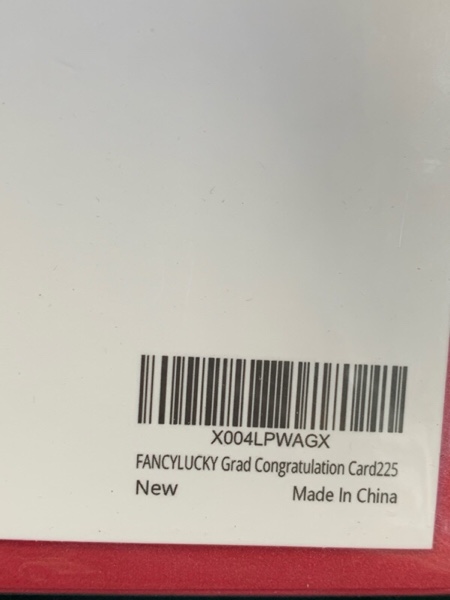 X004LPWAGX
FANCYLUCKY Grad Congratulation Card225
New Made In China